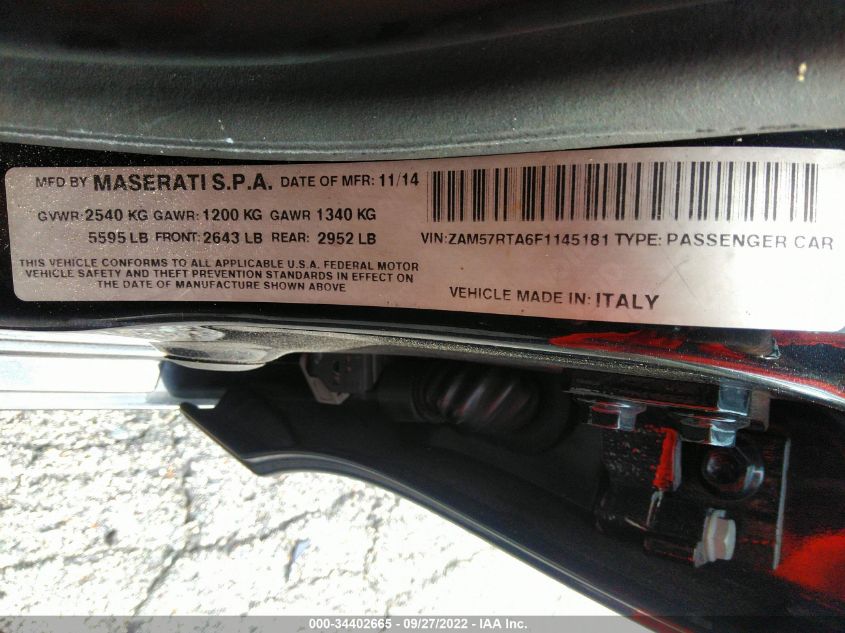 MFD BY MASERATI S.P.A. DATE OF MFR: 11/14
GVWR: 2540 KG GAWR: 1200 KG GAWR 1340 KG
5595 LB FRONT: 2643 LB REAR: 2952 LB
THIS VEHICLE CONFORMS TO ALL APPLICABLE U.S.A. FEDERAL MOTOR
VEHICLE SAFETY AND THEFT PREVENTION STANDARDS IN EFFECT ON
THE DATE OF MANUFACTURE SHOWN ABOVE
VIN: ZAM57RTA6F1145181 TYPE: PASSENGER CAR
VEHICLE MADE IN: ITALY
000-34402665 - 09/27/2022 - IAA Inc.